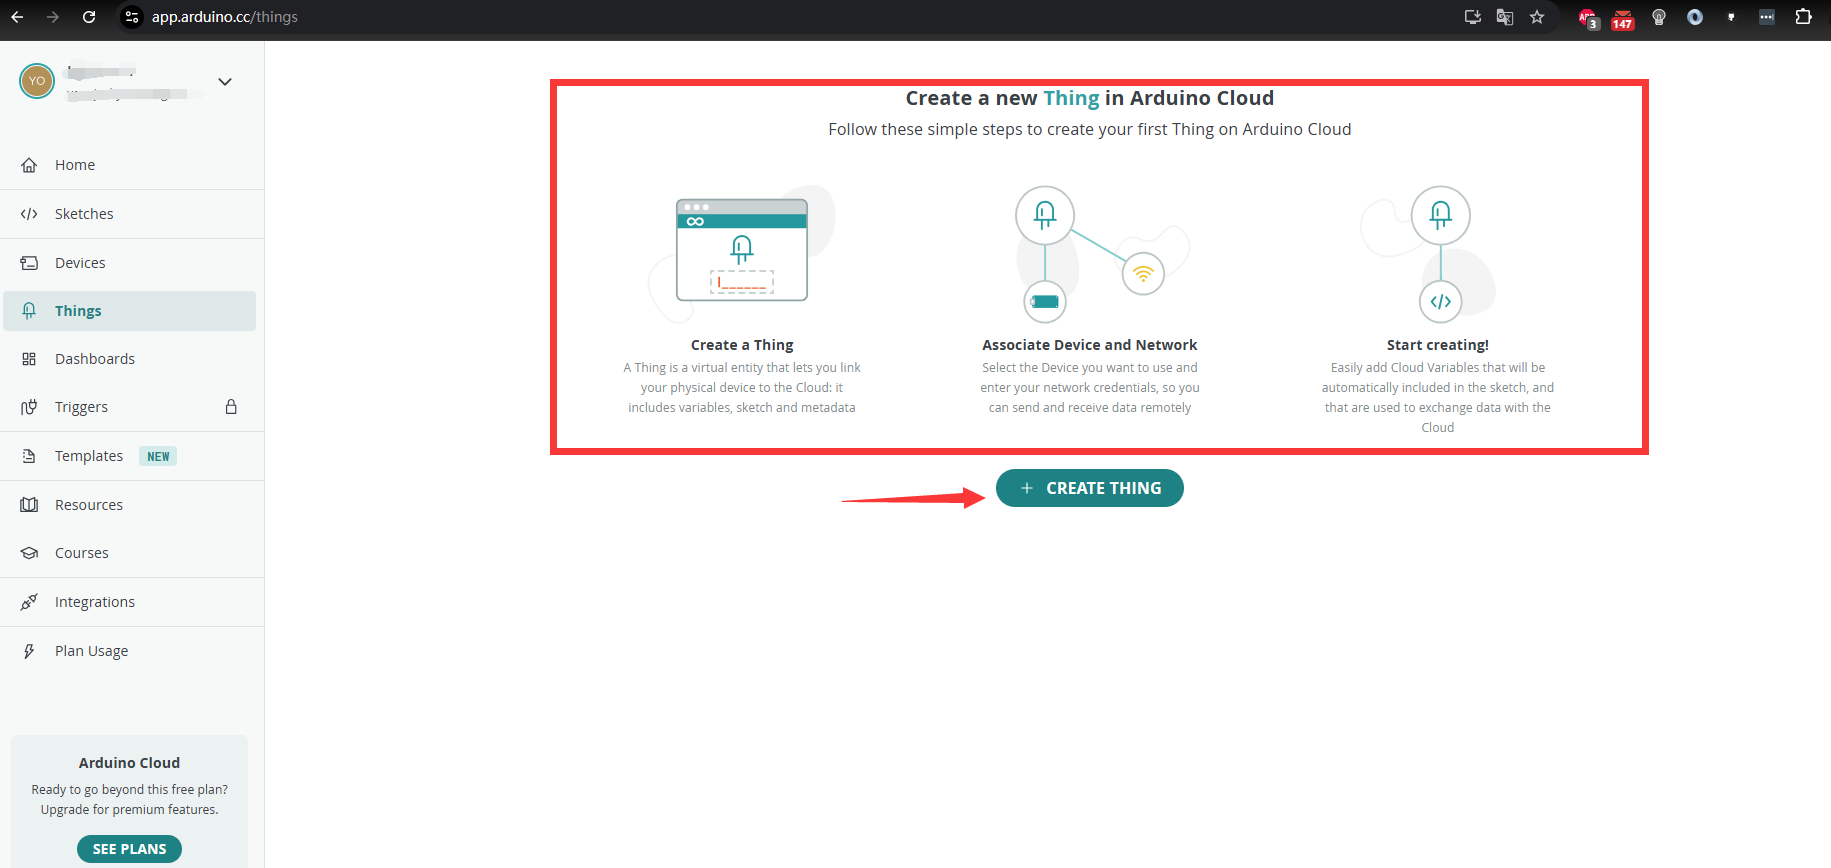 app.arduino.cc/things
3
147
YO
Home
Sketches
Devices
Things
Dashboards
Triggers
Templates NEW
Resources
Courses
Integrations
Plan Usage
Arduino Cloud
Ready to go beyond this free plan?
Upgrade for premium features.
SEE PLANS
Create a new Thing in Arduino Cloud
Follow these simple steps to create your first Thing on Arduino Cloud
Create a Thing
A Thing is a virtual entity that lets you link
your physical device to the Cloud: it
includes variables, sketch and metadata
Associate Device and Network
Select the Device you want to use and
enter your network credentials, so you
can send and receive data remotely
Start creating!
Easily add Cloud Variables that will be
automatically included in the sketch, and
that are used to exchange data with the
Cloud
+ CREATE THING